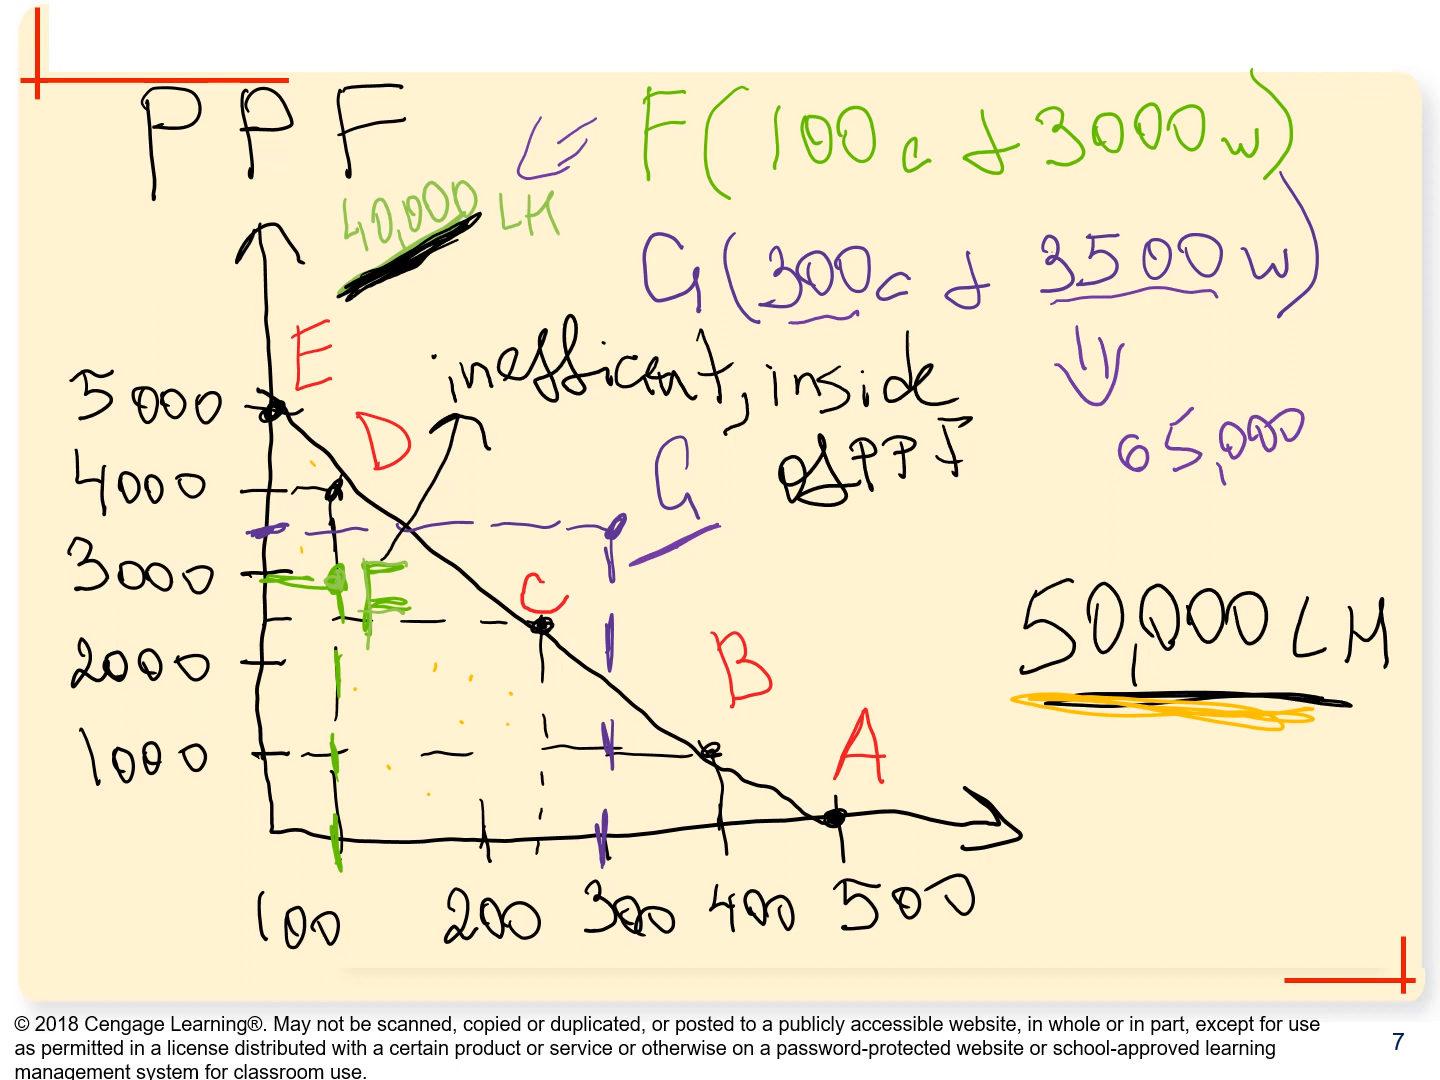 PPF
F(100c & 3000w)
40,000 LH
G(300c & 3500w)
E
inefficient, inside
of PPF
65,000
5000
D
G
4000
3000
F
C
50,000 LH
2000
B
1000
A
100 200 300 400 500
© 2018 Cengage Learning®. May not be scanned, copied or duplicated, or posted to a publicly accessible website, in whole or in part, except for use
as permitted in a license distributed with a certain product or service or otherwise on a password-protected website or school-approved learning
management system for classroom use.
7